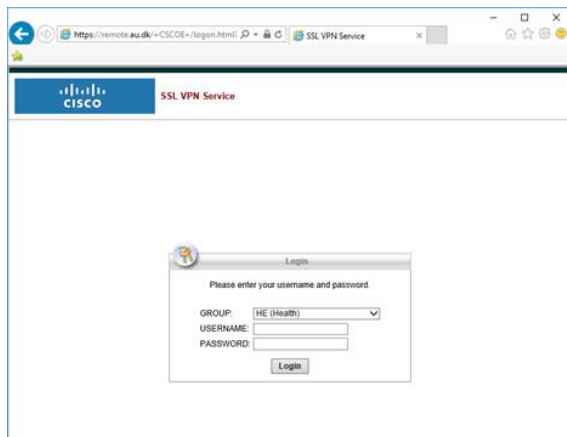 https://remote.au.dk/+CSCOE+/logon.html
SSL VPN Service
CISCO
SSL VPN Service
Login
Please enter your username and password.
GROUP: HE (Health)
USERNAME:
PASSWORD:
Login